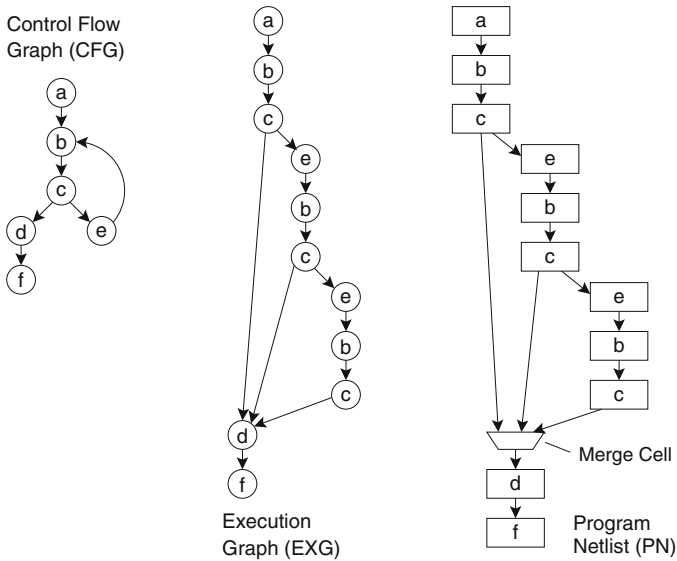 Control Flow
Graph (CFG)
a
b
c
d
e
f
a
b
c
e
b
c
e
b
c
d
f
Execution
Graph (EXG)
a
b
c
e
b
c
e
b
c
Merge Cell
d
f
Program
Netlist (PN)